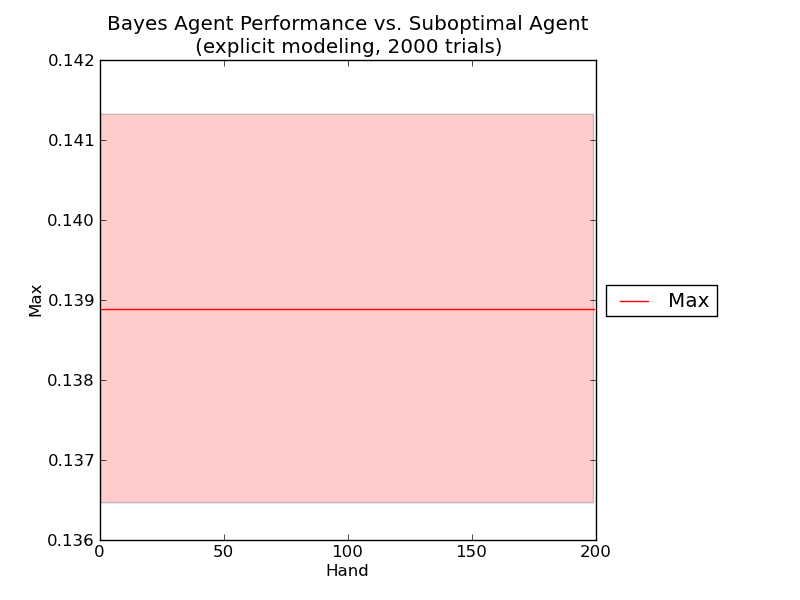 Bayes Agent Performance vs. Suboptimal Agent
(explicit modeling, 2000 trials)
0.142
0.141
0.140
0.139
0.138
0.137
0.136
Max
Max
0
50
100
150
200
Hand